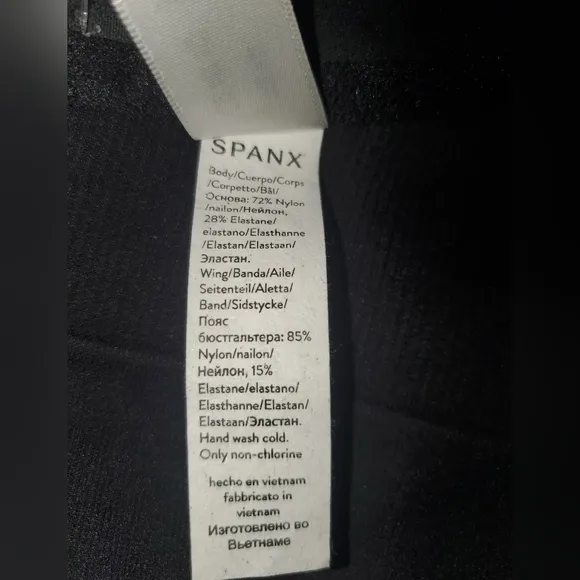 SPANX
Body/Cuerpo/Corps
/Corpetto/Bål/
Основа: 72% Nylon
/nailon/Нейлон,
28% Elastane/
elastano/Elasthanne
/Elastan/Elastaan/
Эластан.
Wing/Banda/Aile/
Seitenteil/Aletta/
Band/Sidstycke/
Пояс
бюстгальтера: 85%
Nylon/nailon/
Нейлон, 15%
Elastane/elastano/
Elasthanne/Elastan/
Elastaan/Эластан.
Hand wash cold.
Only non-chlorine
hecho en vietnam
fabbricato in
vietnam
Изготовлено во
Вьетнаме